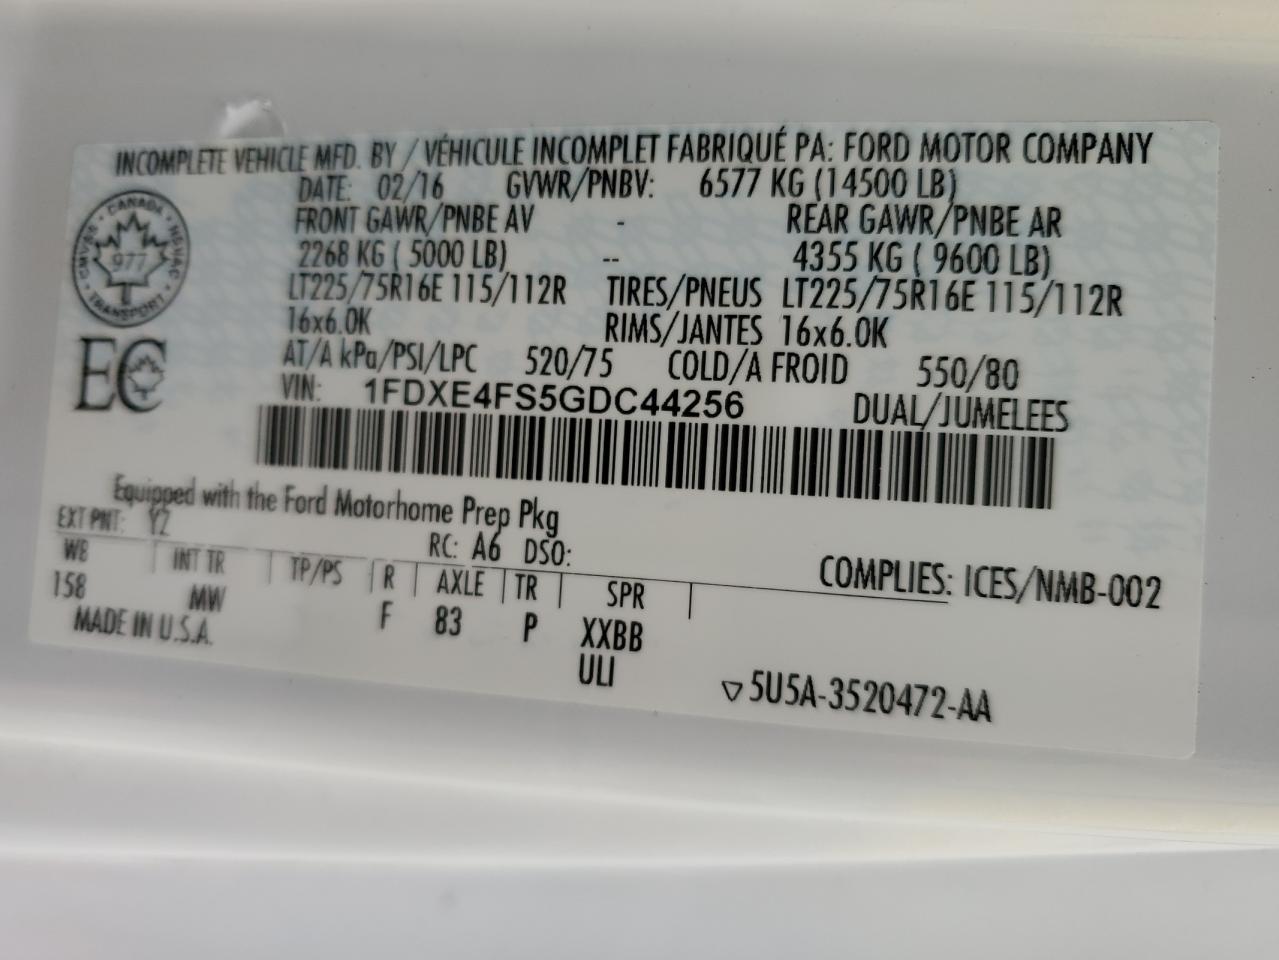 INCOMPLETE VEHICLE MFD. BY / VÉHICULE INCOMPLET FABRIQUÉ PA: FORD MOTOR COMPANY
DATE: 02/16 GVWR/PNBV: 6577 KG (14500 LB)
FRONT GAWR/PNBE AV - REAR GAWR/PNBE AR
2268 KG ( 5000 LB) -- 4355 KG ( 9600 LB)
LT225/75R16E 115/112R TIRES/PNEUS LT225/75R16E 115/112R
16x6.0K RIMS/JANTES 16x6.0K
AT/A kPa/PSI/LPC 520/75 COLD/A FROID 550/80
VIN: 1FDXE4FS5GDC44256 DUAL/JUMELEES
CANADA
NSVAC
CMVSS
977
TRANSPORT
EC
Equipped with the Ford Motorhome Prep Pkg
EXT PNT: YZ RC: A6 DSO:
WB INT TR TP/PS R AXLE TR SPR COMPLIES: ICES/NMB-002
158 MW F 83 P XXBB
MADE IN U.S.A. ULI
▽5U5A-3520472-AA